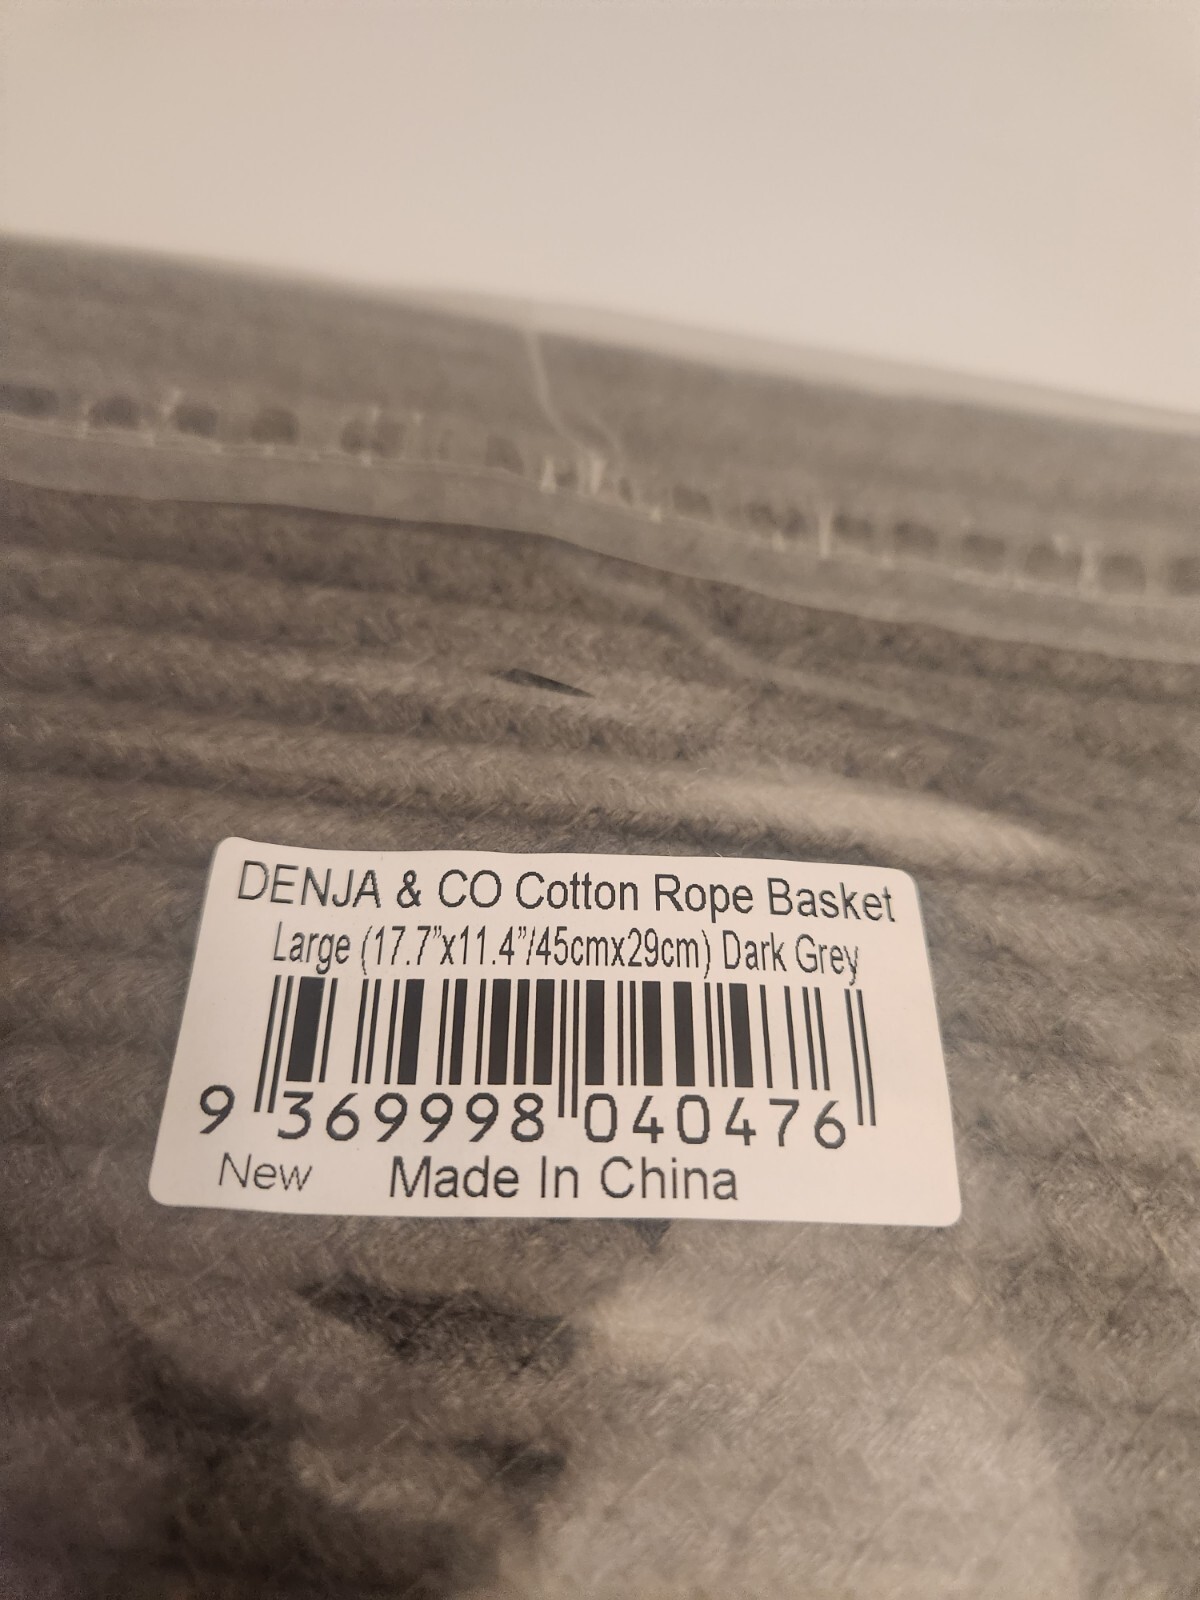 DENJA & CO Cotton Rope Basket
Large (17.7”x11.4”/45cmx29cm) Dark Grey
9 369998 040476
New Made In China